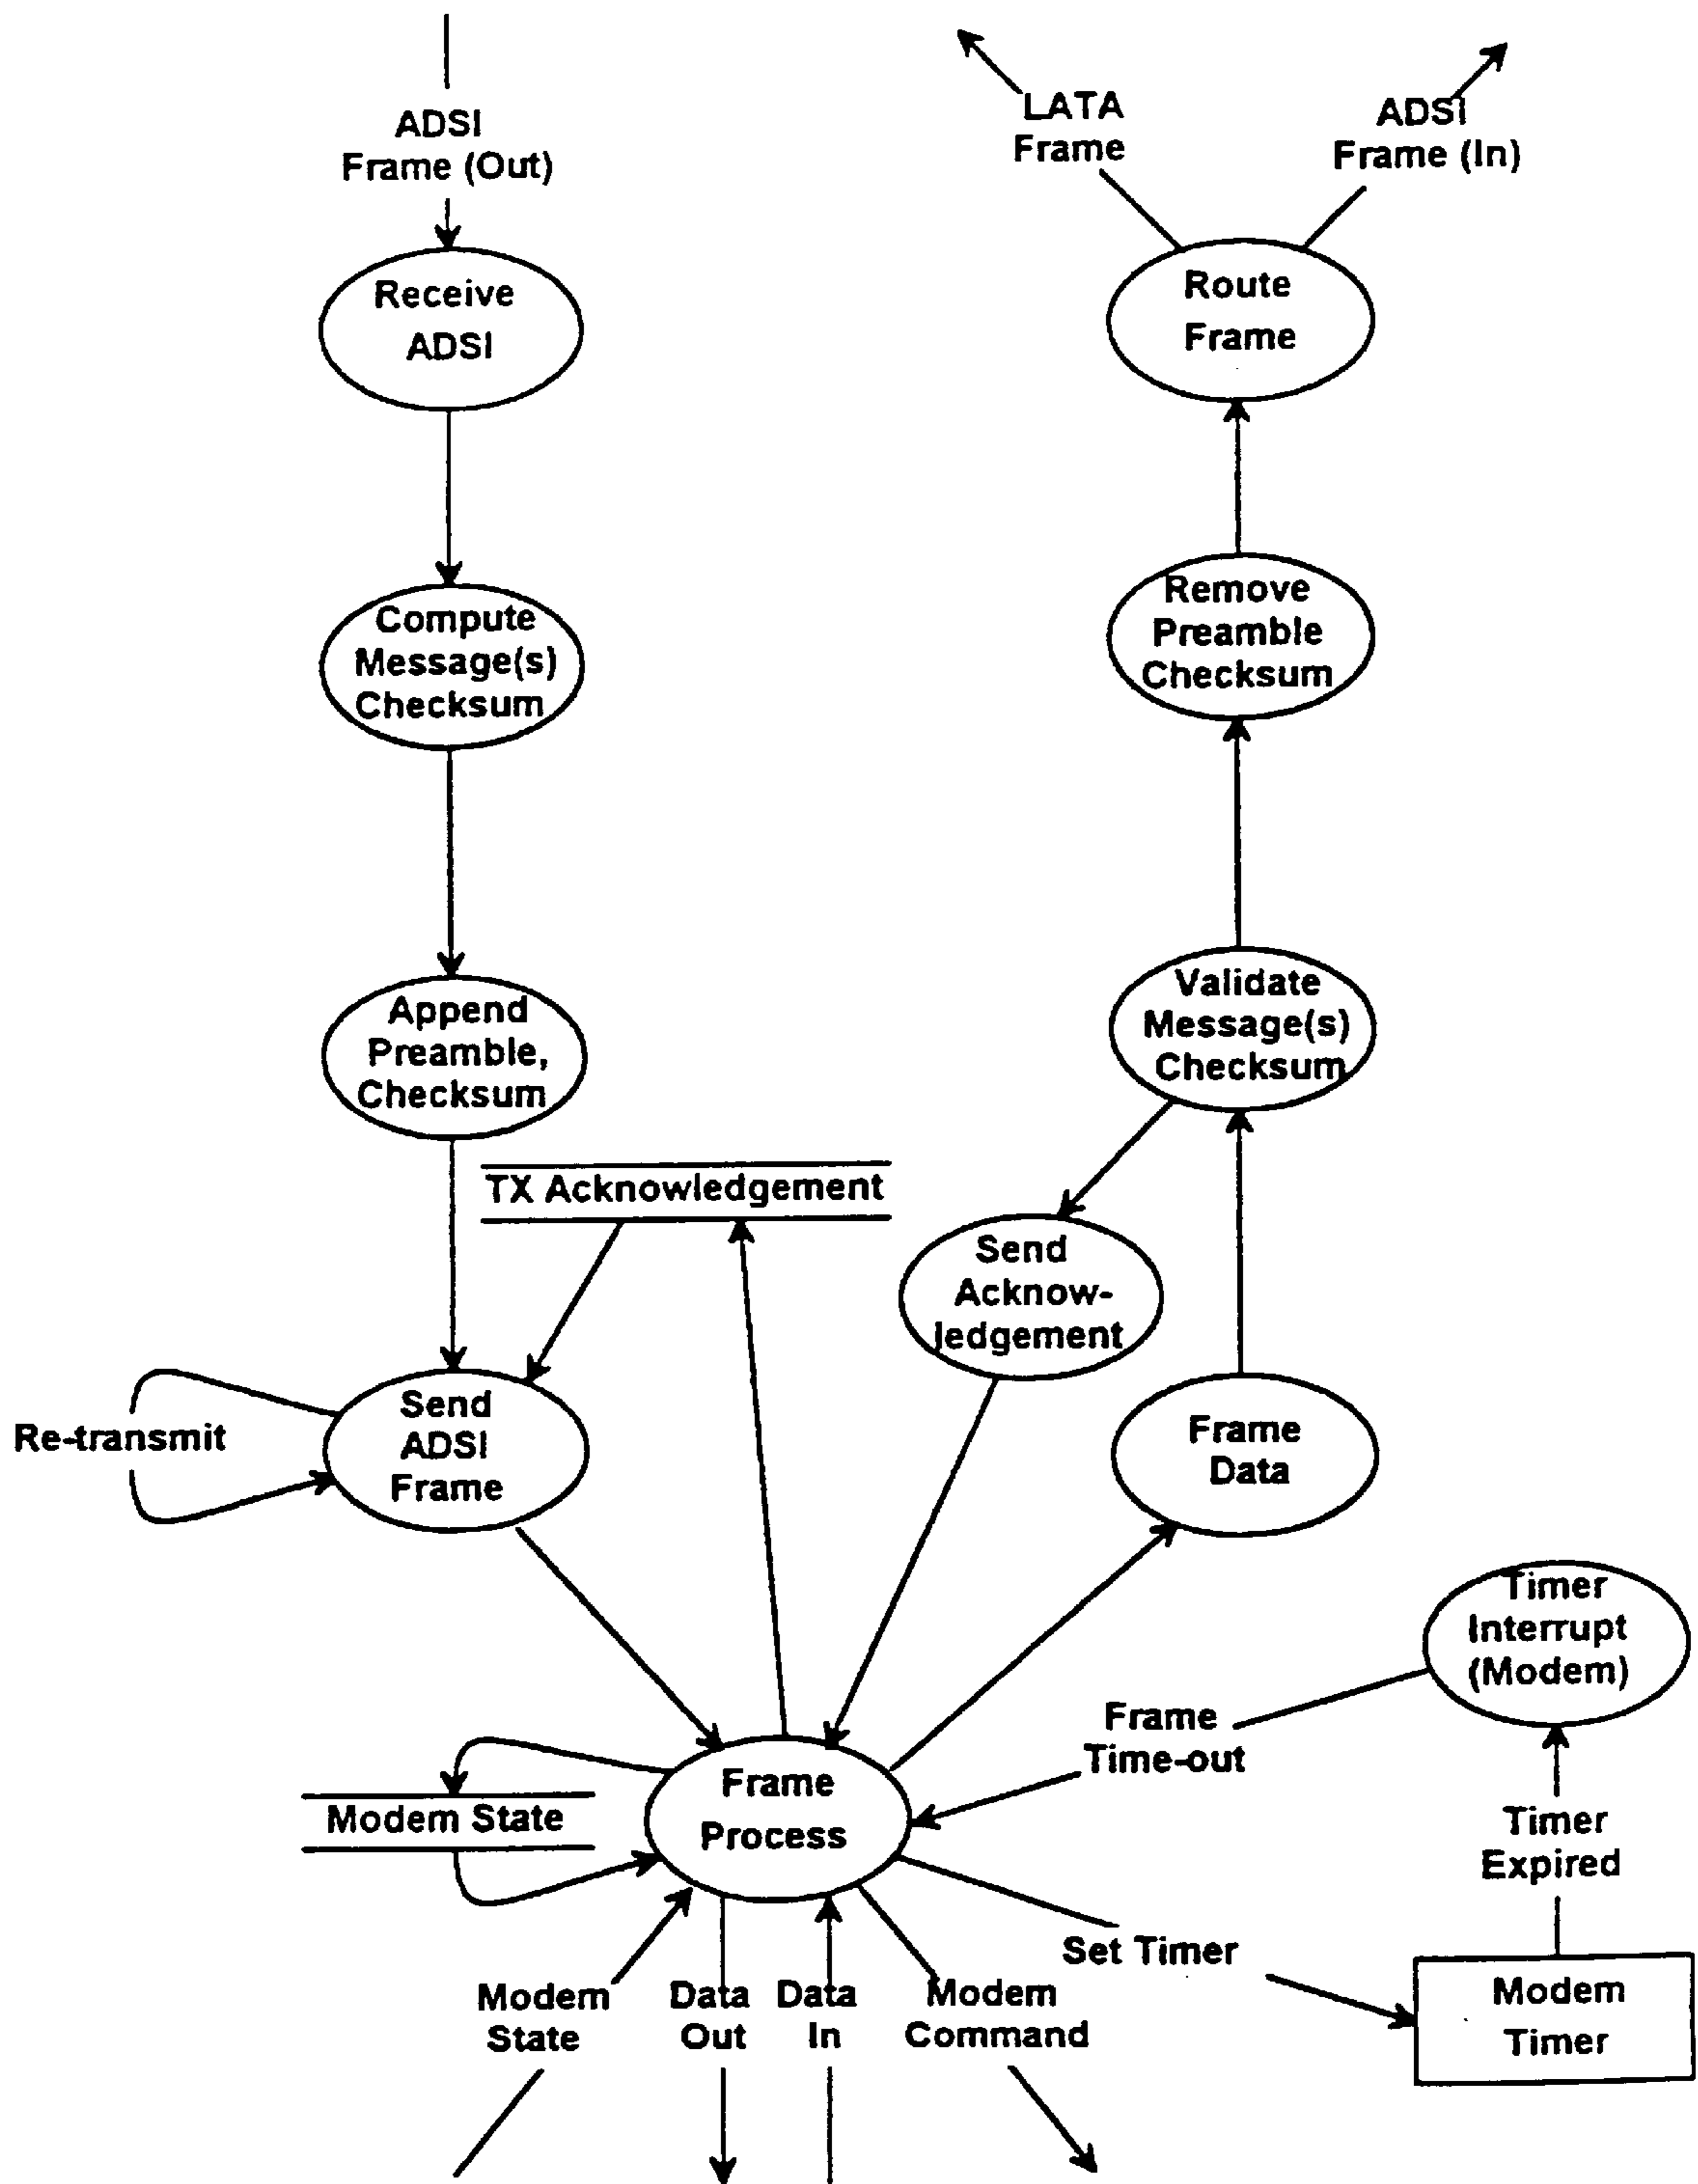 ADSI
Frame (Out)
LATA
Frame
ADSI
Frame (In)
Receive
ADSI
Route
Frame
Compute
Message(s)
Checksum
Remove
Preamble
Checksum
Append
Preamble,
Checksum
Validate
Message(s)
Checksum
TX Acknowledgement
Send
Acknow-
ledgement
Re-transmit
Send
ADSI
Frame
Frame
Data
Timer
Interrupt
(Modem)
Frame
Time-out
Modem State
Frame
Process
Timer
Expired
Set Timer
Modem
State
Data
Out
Data
In
Modem
Command
Modem
Timer